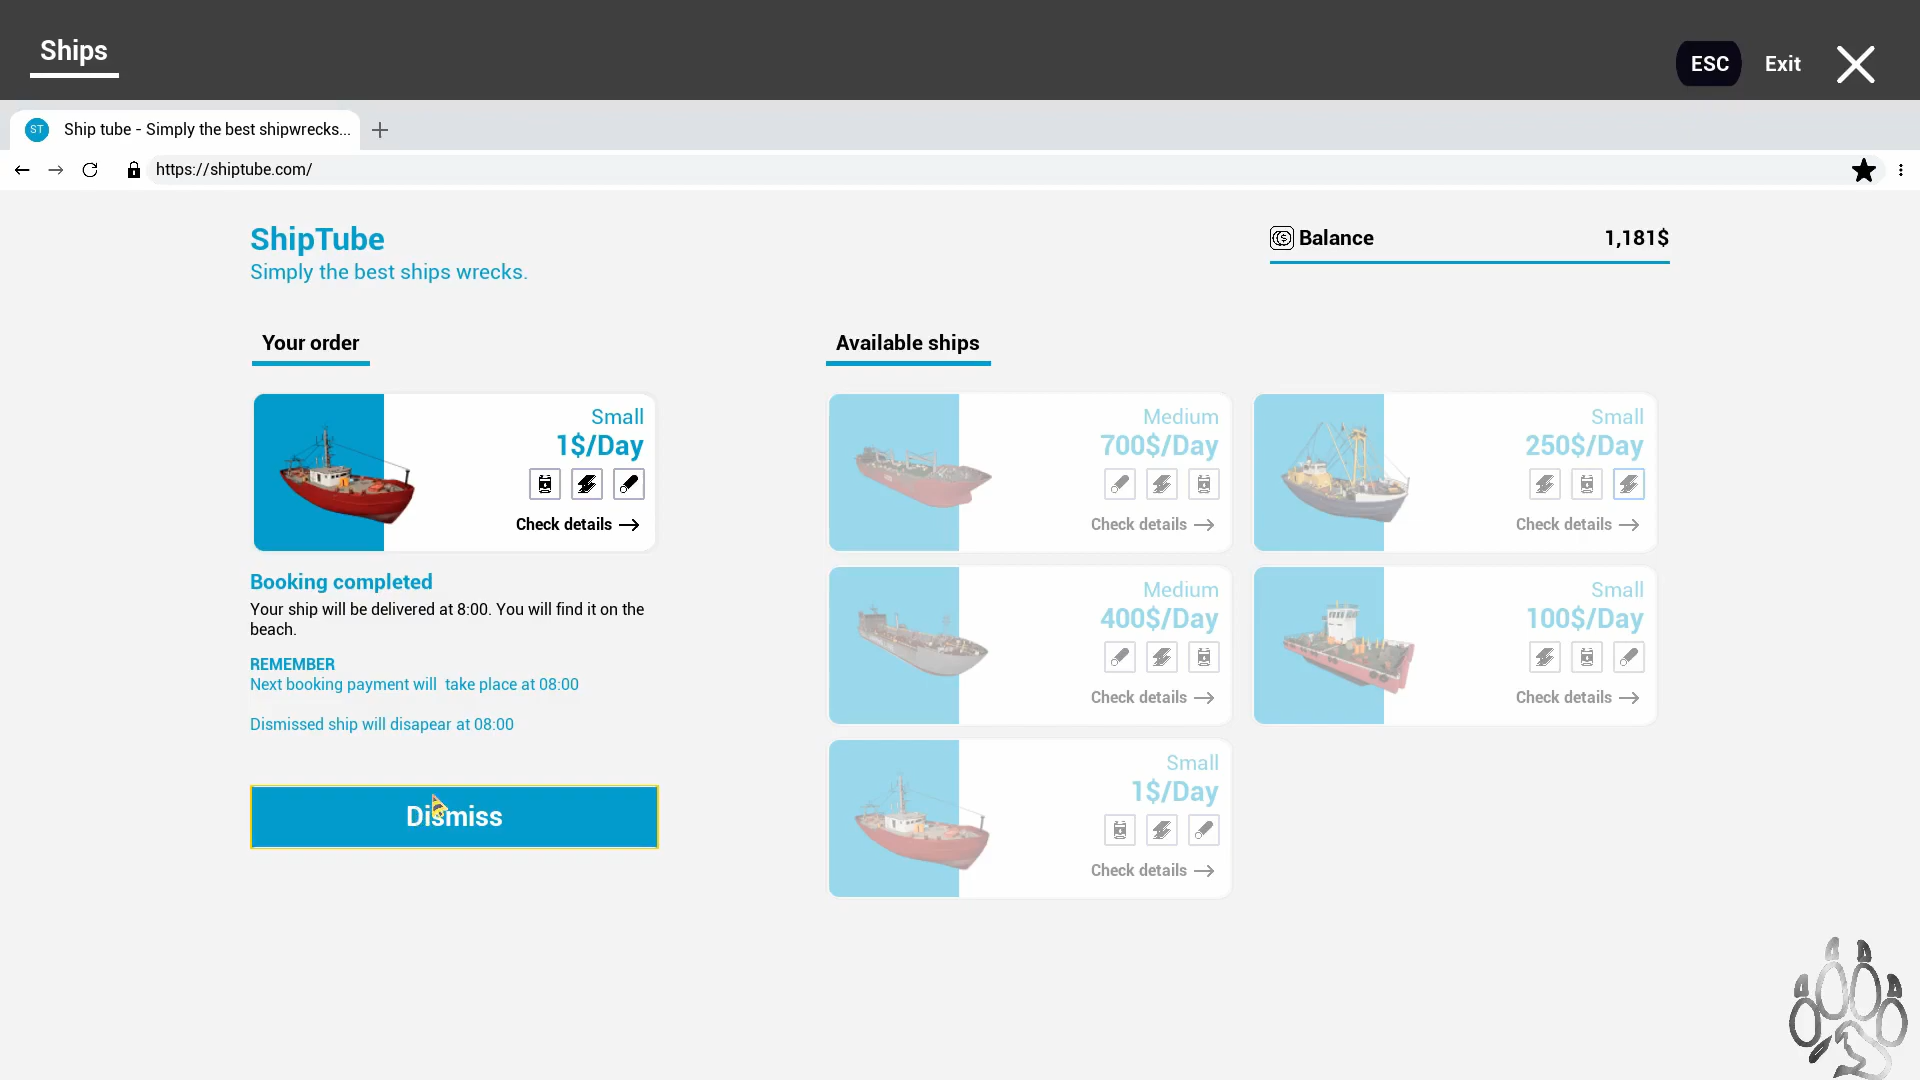 Ships
ESC Exit
ST Ship tube - Simply the best shipwrecks...
https://shiptube.com/
ShipTube
Simply the best ships wrecks.
Balance 1,181$
Your order
Small
1$/Day
Check details
Booking completed
Your ship will be delivered at 8:00. You will find it on the
beach.
REMEMBER
Next booking payment will take place at 08:00
Dismissed ship will disapear at 08:00
Dismiss
Available ships
Medium
700$/Day
Check details
Small
250$/Day
Check details
Medium
400$/Day
Check details
Small
100$/Day
Check details
Small
1$/Day
Check details